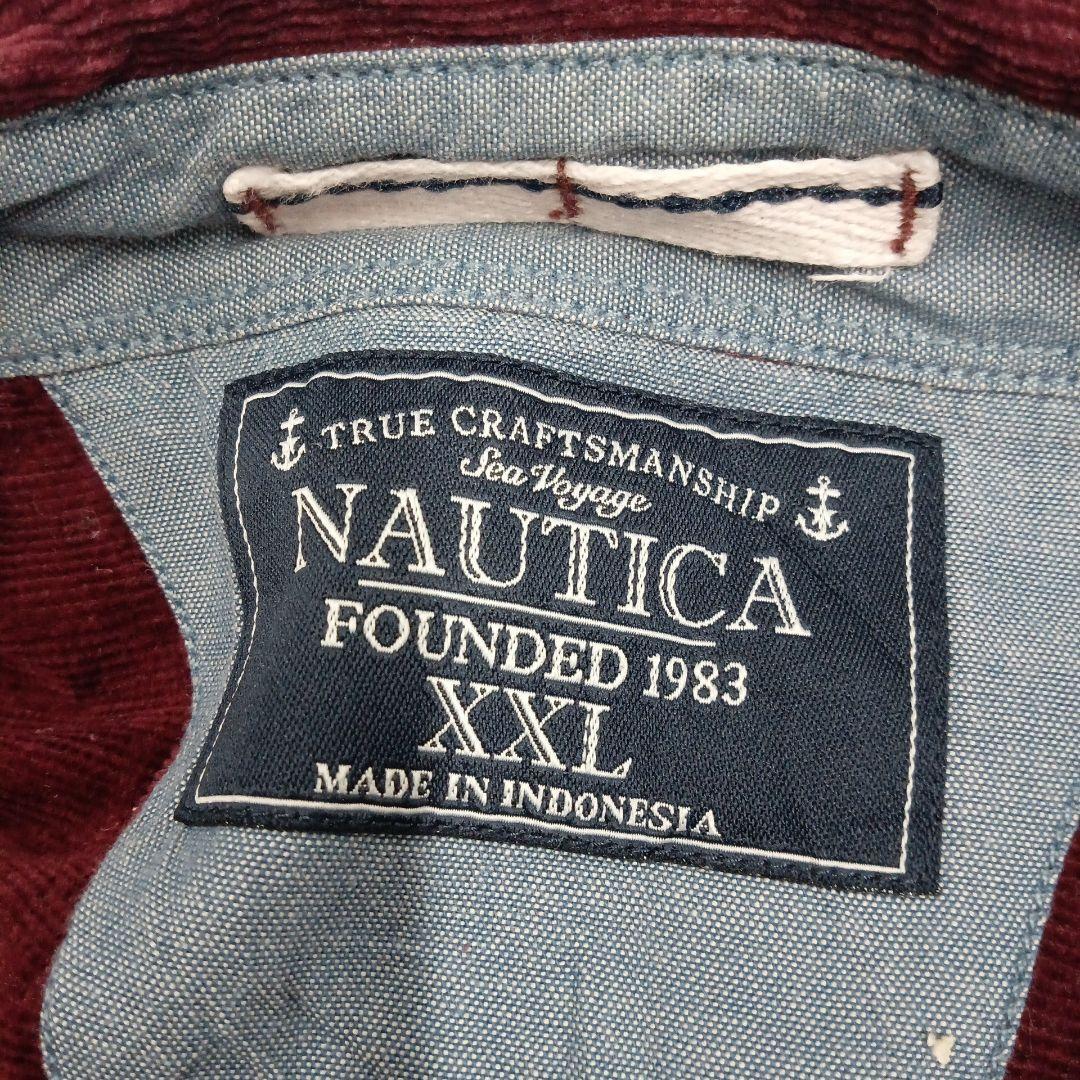 TRUE CRAFTSMANSHIP
Sea Voyage
NAUTICA
FOUNDED 1983
XXL
MADE IN INDONESIA